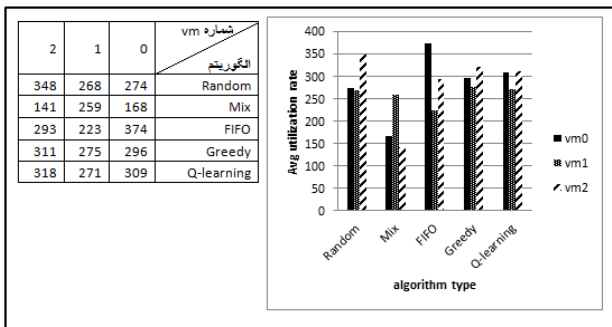 شماره vm
الگوریتم
2 1 0
348 268 274 Random
141 259 168 Mix
293 223 374 FIFO
311 275 296 Greedy
318 271 309 Q-learning
Avg utilization rate
400
350
300
250
200
150
100
50
0
Random
Mix
FIFO
Greedy
Q-learning
algorithm type
vm0
vm1
vm2